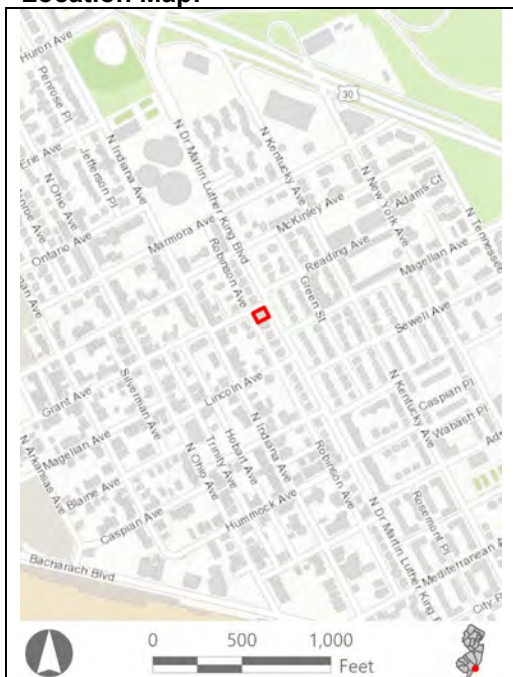 Location Map:
Huron Ave
Penrose Pl
N Indiana Ave
Jefferson Pl
Erie Ave
N Ohio Ave
Ontario Ave
Marmora Ave
N Dr Martin Luther King Blvd
Robinson Ave
30
N Kentucky Ave
McKinley Ave
N New York Ave
Adams Ct
N Tennessee
Reading Ave
Magellan Ave
Green St
Sewell Ave
Grant Ave
Silverman Ave
Lincoln Ave
N Kentucky Ave
Caspian Pl
Wabash Pl
N Arkansas Ave
Magellan Ave
Blaine Ave
N Ohio Ave
Trinity Ave
Hobart Ave
N Indiana Ave
Robinson Ave
Caspian Ave
Hummock Ave
Rosemont Pl
N Dr Martin Luther King
Mediterranean A
Bacharach Blvd
City P
0 500 1,000
Feet